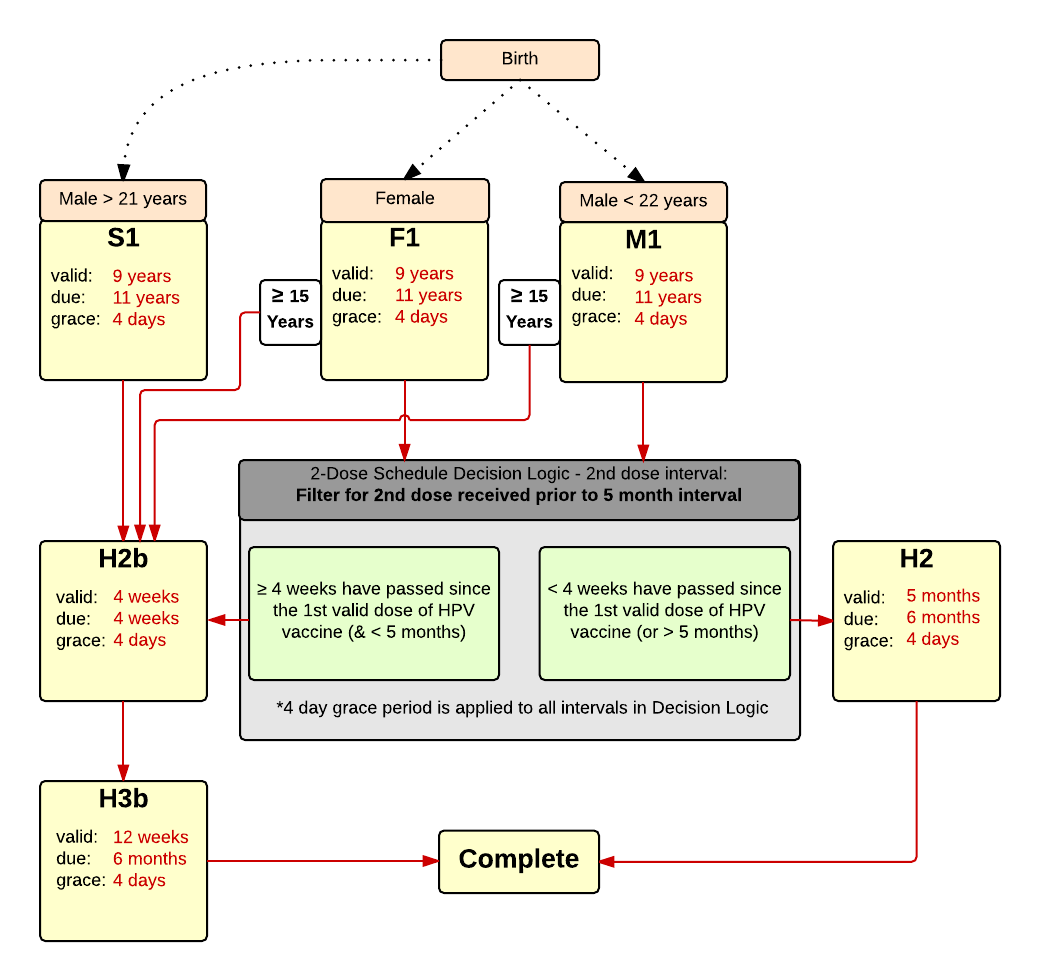 Birth
Male > 21 years
S1
valid: 9 years
due: 11 years
grace: 4 days
Female
F1
valid: 9 years
due: 11 years
grace: 4 days
≥ 15
Years
Male < 22 years
M1
valid: 9 years
due: 11 years
grace: 4 days
≥ 15
Years
2-Dose Schedule Decision Logic - 2nd dose interval:
Filter for 2nd dose received prior to 5 month interval
≥ 4 weeks have passed since
the 1st valid dose of HPV
vaccine (& < 5 months)
< 4 weeks have passed since
the 1st valid dose of HPV
vaccine (or > 5 months)
*4 day grace period is applied to all intervals in Decision Logic
H2b
valid: 4 weeks
due: 4 weeks
grace: 4 days
H2
valid: 5 months
due: 6 months
grace: 4 days
H3b
valid: 12 weeks
due: 6 months
grace: 4 days
Complete